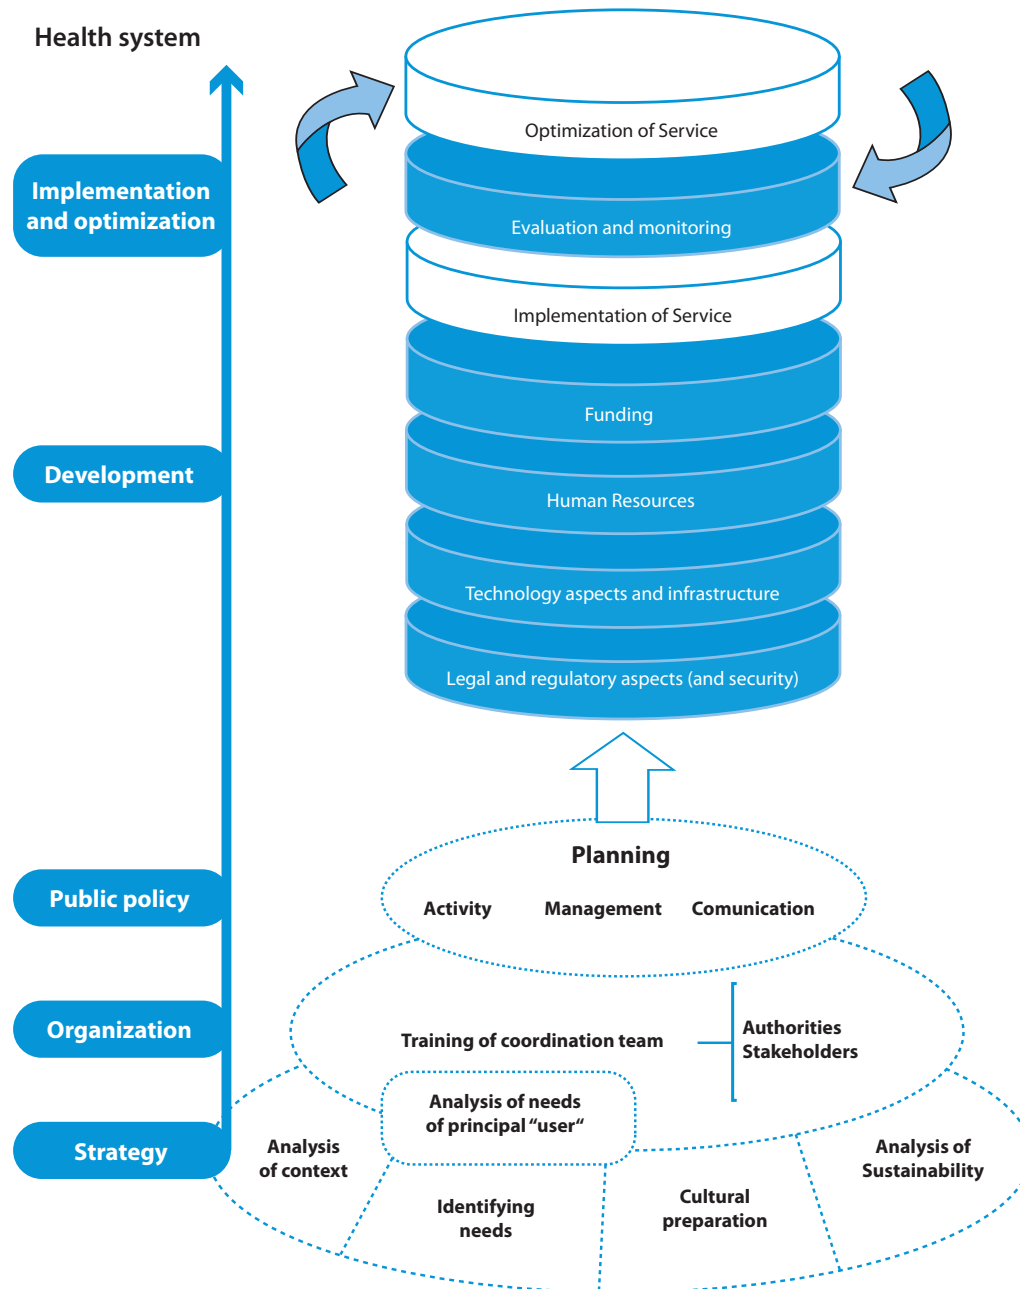 Health system
Optimization of Service
Implementation
and optimization
Evaluation and monitoring
Implementation of Service
Funding
Development
Human Resources
Technology aspects and infrastructure
Legal and regulatory aspects (and security)
Planning
Public policy
Activity
Management
Comunication
Organization
Training of coordination team
Authorities
Stakeholders
Analysis of needs
of principal “user“
Strategy
Analysis
of context
Analysis of
Sustainability
Identifying
needs
Cultural
preparation